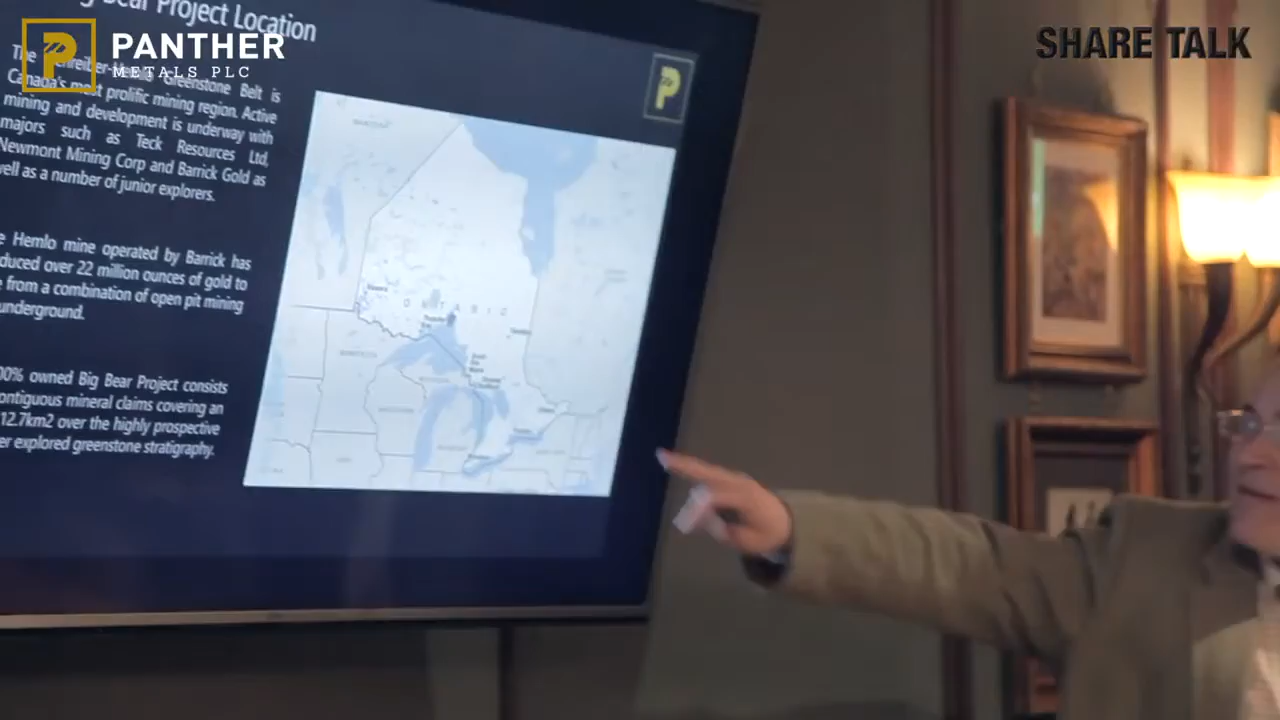 PANTHER
METALS PLC
SHARE TALK
Bear Project Location
The Greenstone Belt is
Canada's most prolific mining region. Active
mining and development is underway with
majors such as Teck Resources Ltd,
Newmont Mining Corp and Barrick Gold as
well as a number of junior explorers.
Hemlo mine operated by Barrick has
duced over 22 million ounces of gold to
from a combination of open pit mining
underground.
00% owned Big Bear Project consists
ontiguous mineral claims covering an
12.7km2 over the highly prospective
er explored greenstone stratigraphy.
ONTARIO